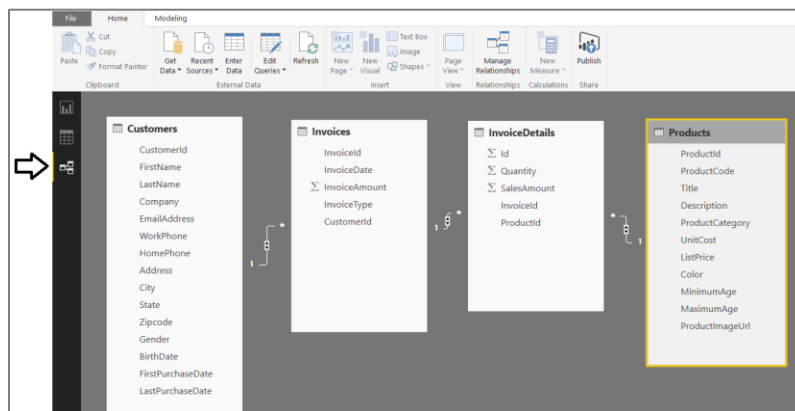 File Home Modeling
Cut
Copy
Format Painter
Paste
Get Data
Recent Sources
Enter Data
Edit Queries
Refresh
New Page
New Visual
Text Box
Image
Shapes
Page View
Manage Relationships
New Measure
Publish
Clipboard External Data Insert View Relationships Calculations Share
Customers
CustomerId
FirstName
LastName
Company
EmailAddress
WorkPhone
HomePhone
Address
City
State
Zipcode
Gender
BirthDate
FirstPurchaseDate
LastPurchaseDate
1 *
Invoices
InvoiceId
InvoiceDate
Σ InvoiceAmount
InvoiceType
CustomerId
1 *
InvoiceDetails
Σ Id
Σ Quantity
Σ SalesAmount
InvoiceId
ProductId
* 1
Products
ProductId
ProductCode
Title
Description
ProductCategory
UnitCost
ListPrice
Color
MinimumAge
MaximumAge
ProductImageUrl